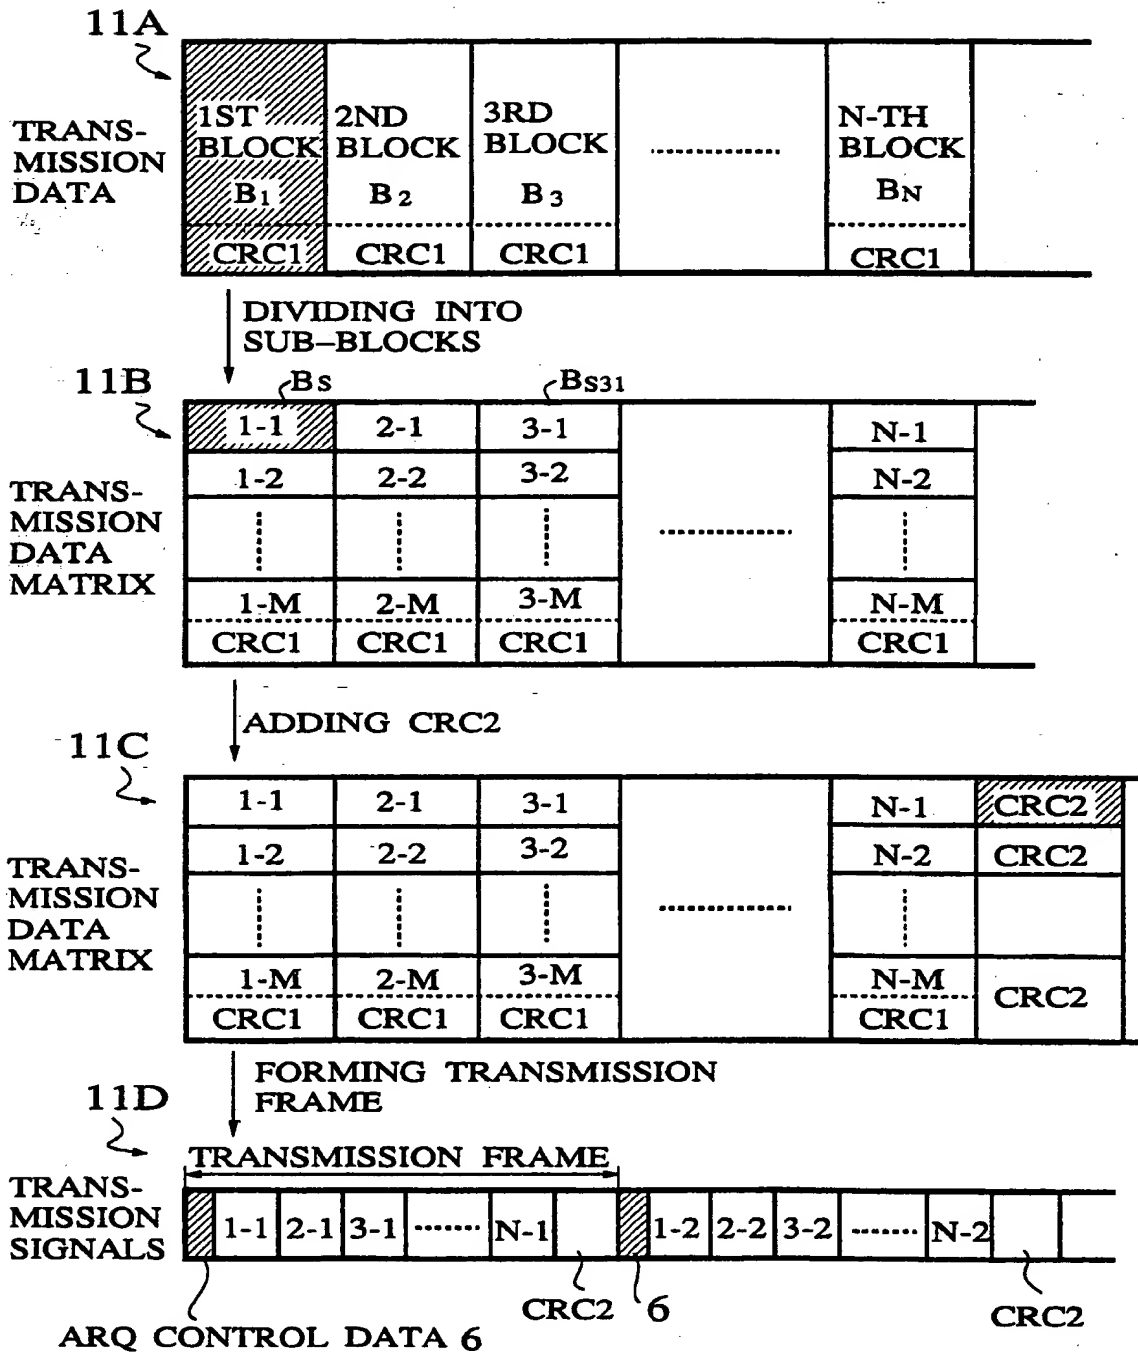 11A
TRANS-
MISSION
DATA
1ST
BLOCK
B1
CRC1
2ND
BLOCK
B2
CRC1
3RD
BLOCK
B3
CRC1
N-TH
BLOCK
BN
CRC1
DIVIDING INTO
SUB-BLOCKS
11B
BS
BS31
TRANS-
MISSION
DATA
MATRIX
1-1 2-1 3-1 N-1
1-2 2-2 3-2 N-2
1-M 2-M 3-M N-M
CRC1 CRC1 CRC1 CRC1
ADDING CRC2
11C
TRANS-
MISSION
DATA
MATRIX
1-1 2-1 3-1 N-1 CRC2
1-2 2-2 3-2 N-2 CRC2
1-M 2-M 3-M N-M CRC2
CRC1 CRC1 CRC1 CRC1
FORMING TRANSMISSION
FRAME
11D
TRANSMISSION FRAME
TRANS-
MISSION
SIGNALS
1-1 2-1 3-1 N-1 1-2 2-2 3-2 N-2
CRC2 6 CRC2
ARQ CONTROL DATA 6